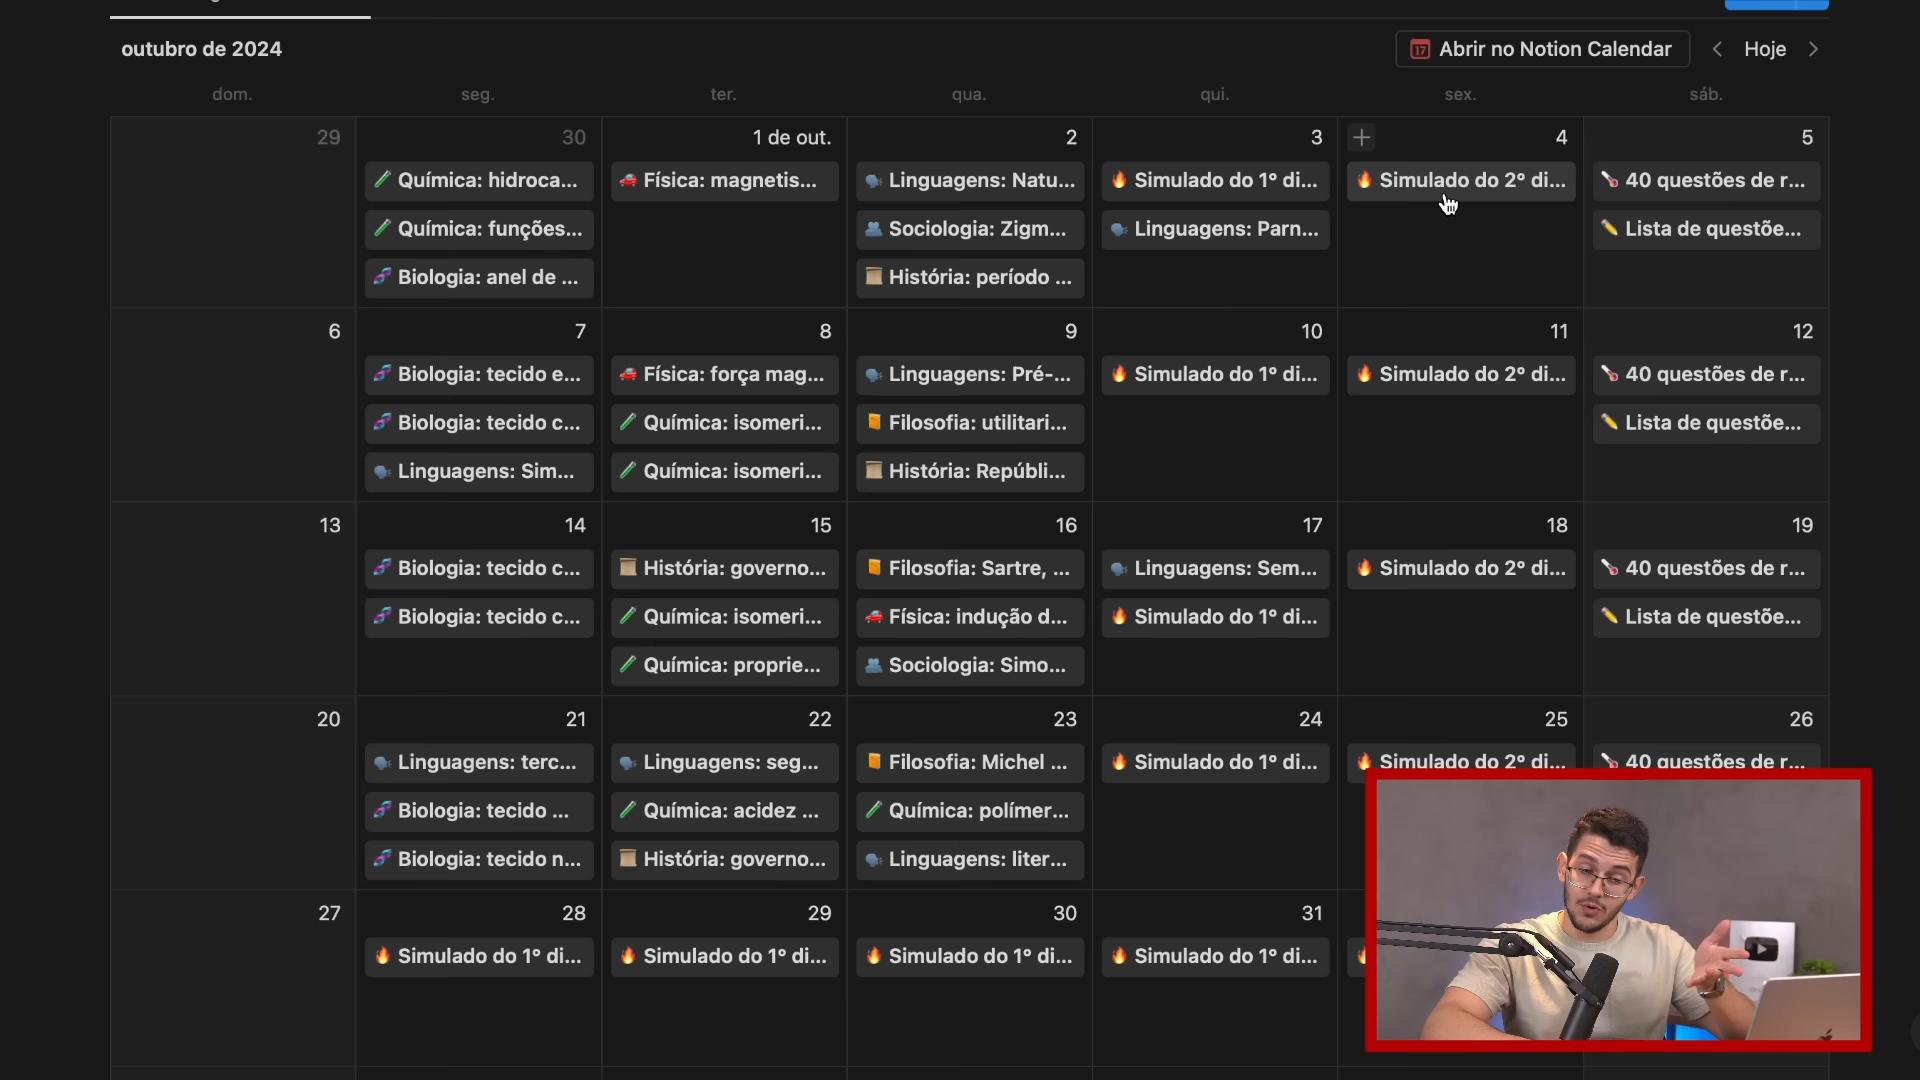 outubro de 2024
17 Abrir no Notion Calendar
Hoje
dom. seg. ter. qua. qui. sex. sáb.
29 30 1 de out. 2 3 4 5
Química: hidroca...
Química: funções...
Biologia: anel de ...
Física: magnetis...
Linguagens: Natu...
Sociologia: Zigm...
História: período ...
Simulado do 1º di...
Linguagens: Parn...
Simulado do 2º di...
40 questões de r...
Lista de questõe...
6 7 8 9 10 11 12
Biologia: tecido e...
Biologia: tecido c...
Linguagens: Sim...
Física: força mag...
Química: isomeri...
Química: isomeri...
Linguagens: Pré-...
Filosofia: utilitari...
História: Repúbli...
Simulado do 1º di...
Simulado do 2º di...
40 questões de r...
Lista de questõe...
13 14 15 16 17 18 19
Biologia: tecido c...
Biologia: tecido c...
História: governo...
Química: isomeri...
Química: proprie...
Filosofia: Sartre, ...
Física: indução d...
Sociologia: Simo...
Linguagens: Sem...
Simulado do 1º di...
Simulado do 2º di...
40 questões de r...
Lista de questõe...
20 21 22 23 24 25 26
Linguagens: terc...
Biologia: tecido ...
Biologia: tecido n...
Linguagens: seg...
Química: acidez ...
História: governo...
Filosofia: Michel ...
Química: polímer...
Linguagens: liter...
Simulado do 1º di...
Simulado do 2º di...
40 questões de r...
27 28 29 30 31
Simulado do 1º di...
Simulado do 1º di...
Simulado do 1º di...
Simulado do 1º di...